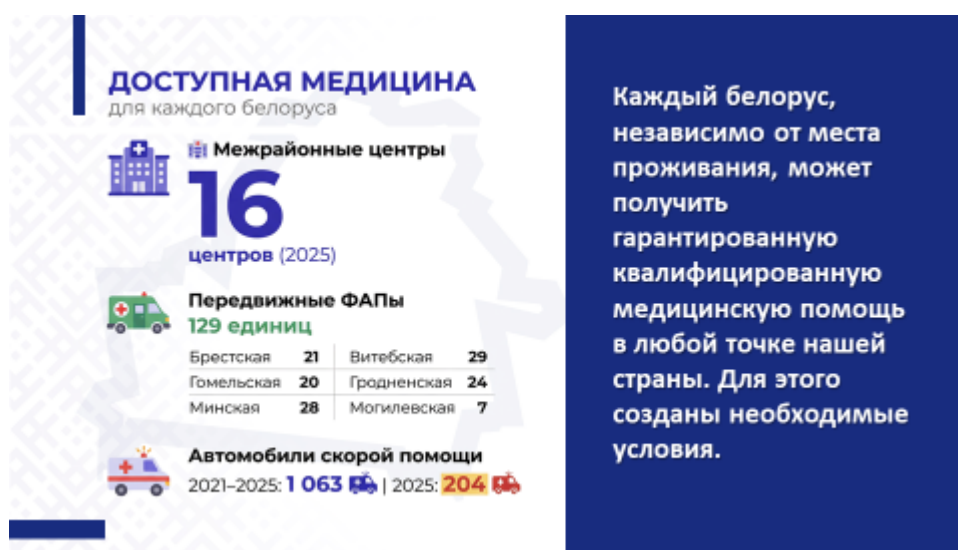 ДОСТУПНАЯ МЕДИЦИНА
для каждого белоруса
Межрайонные центры
16
центров (2025)
Передвижные ФАПы
129 единиц
Брестская 21 Витебская 29
Гомельская 20 Гродненская 24
Минская 28 Могилевская 7
Автомобили скорой помощи
2021–2025: 1 063 | 2025: 204
Каждый белорус,
независимо от места
проживания, может
получить
гарантированную
квалифицированную
медицинскую помощь
в любой точке нашей
страны. Для этого
созданы необходимые
условия.